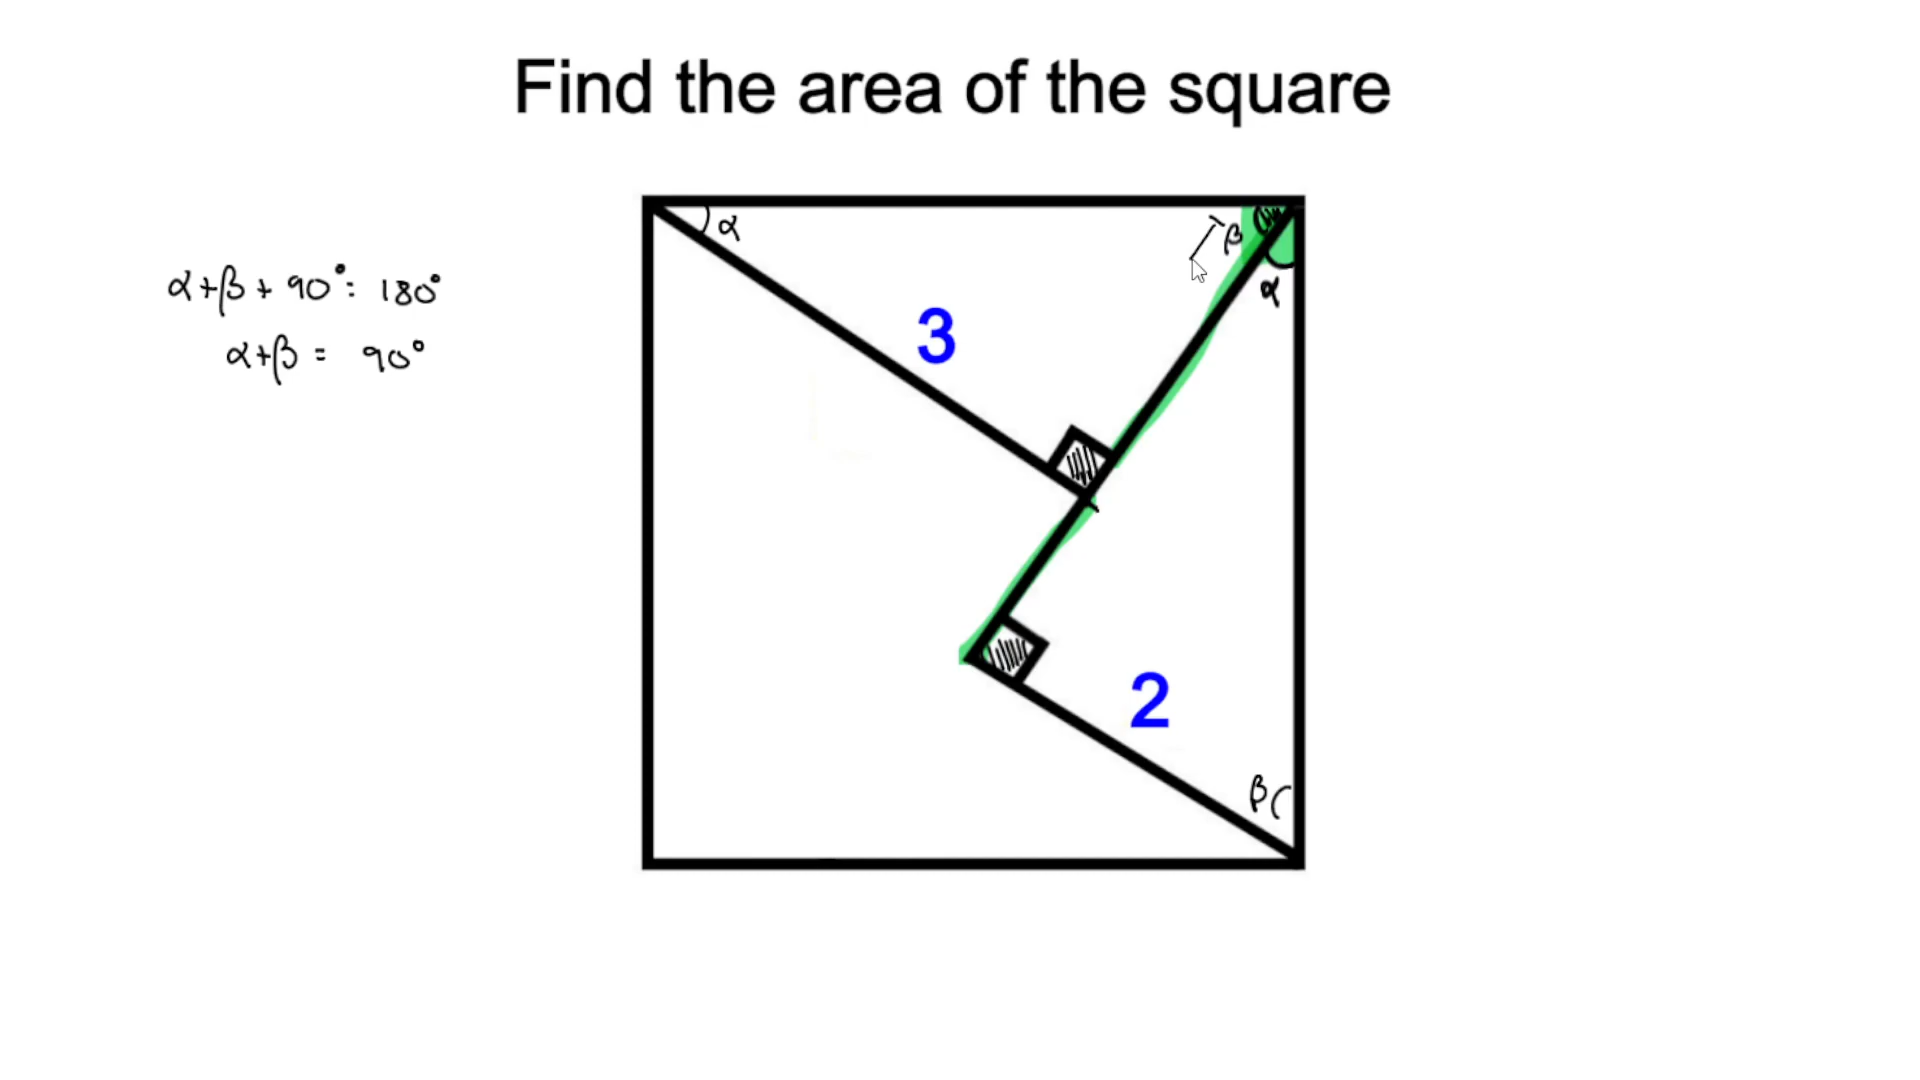 Find the area of the square
α
β
α
α+β+90°: 180°
α+β = 90°
3
2
β